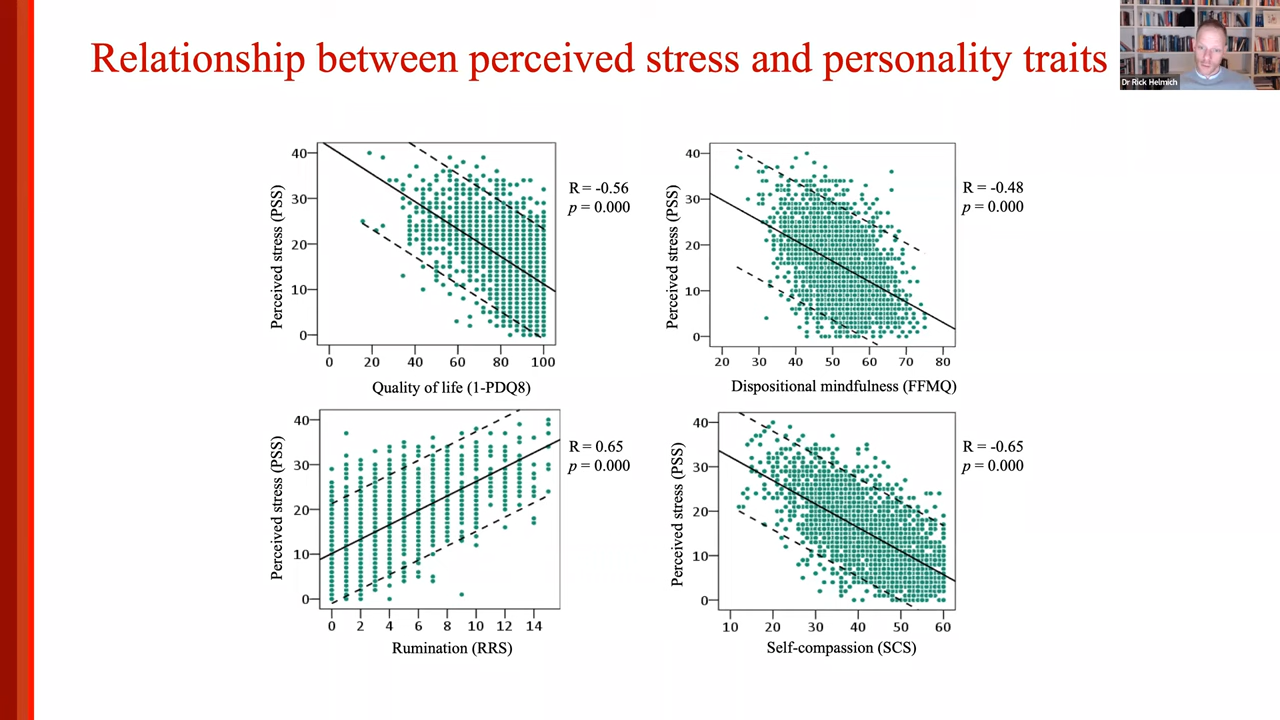 Relationship between perceived stress and personality traits
Dr Rick Helmich
40
30
20
10
0
Perceived stress (PSS)
0 20 40 60 80 100
Quality of life (1-PDQ8)
R = -0.56
p = 0.000
40
30
20
10
0
Perceived stress (PSS)
20 30 40 50 60 70 80
Dispositional mindfulness (FFMQ)
R = -0.48
p = 0.000
40
30
20
10
0
Perceived stress (PSS)
0 2 4 6 8 10 12 14
Rumination (RRS)
R = 0.65
p = 0.000
40
30
20
10
0
Perceived stress (PSS)
10 20 30 40 50 60
Self-compassion (SCS)
R = -0.65
p = 0.000